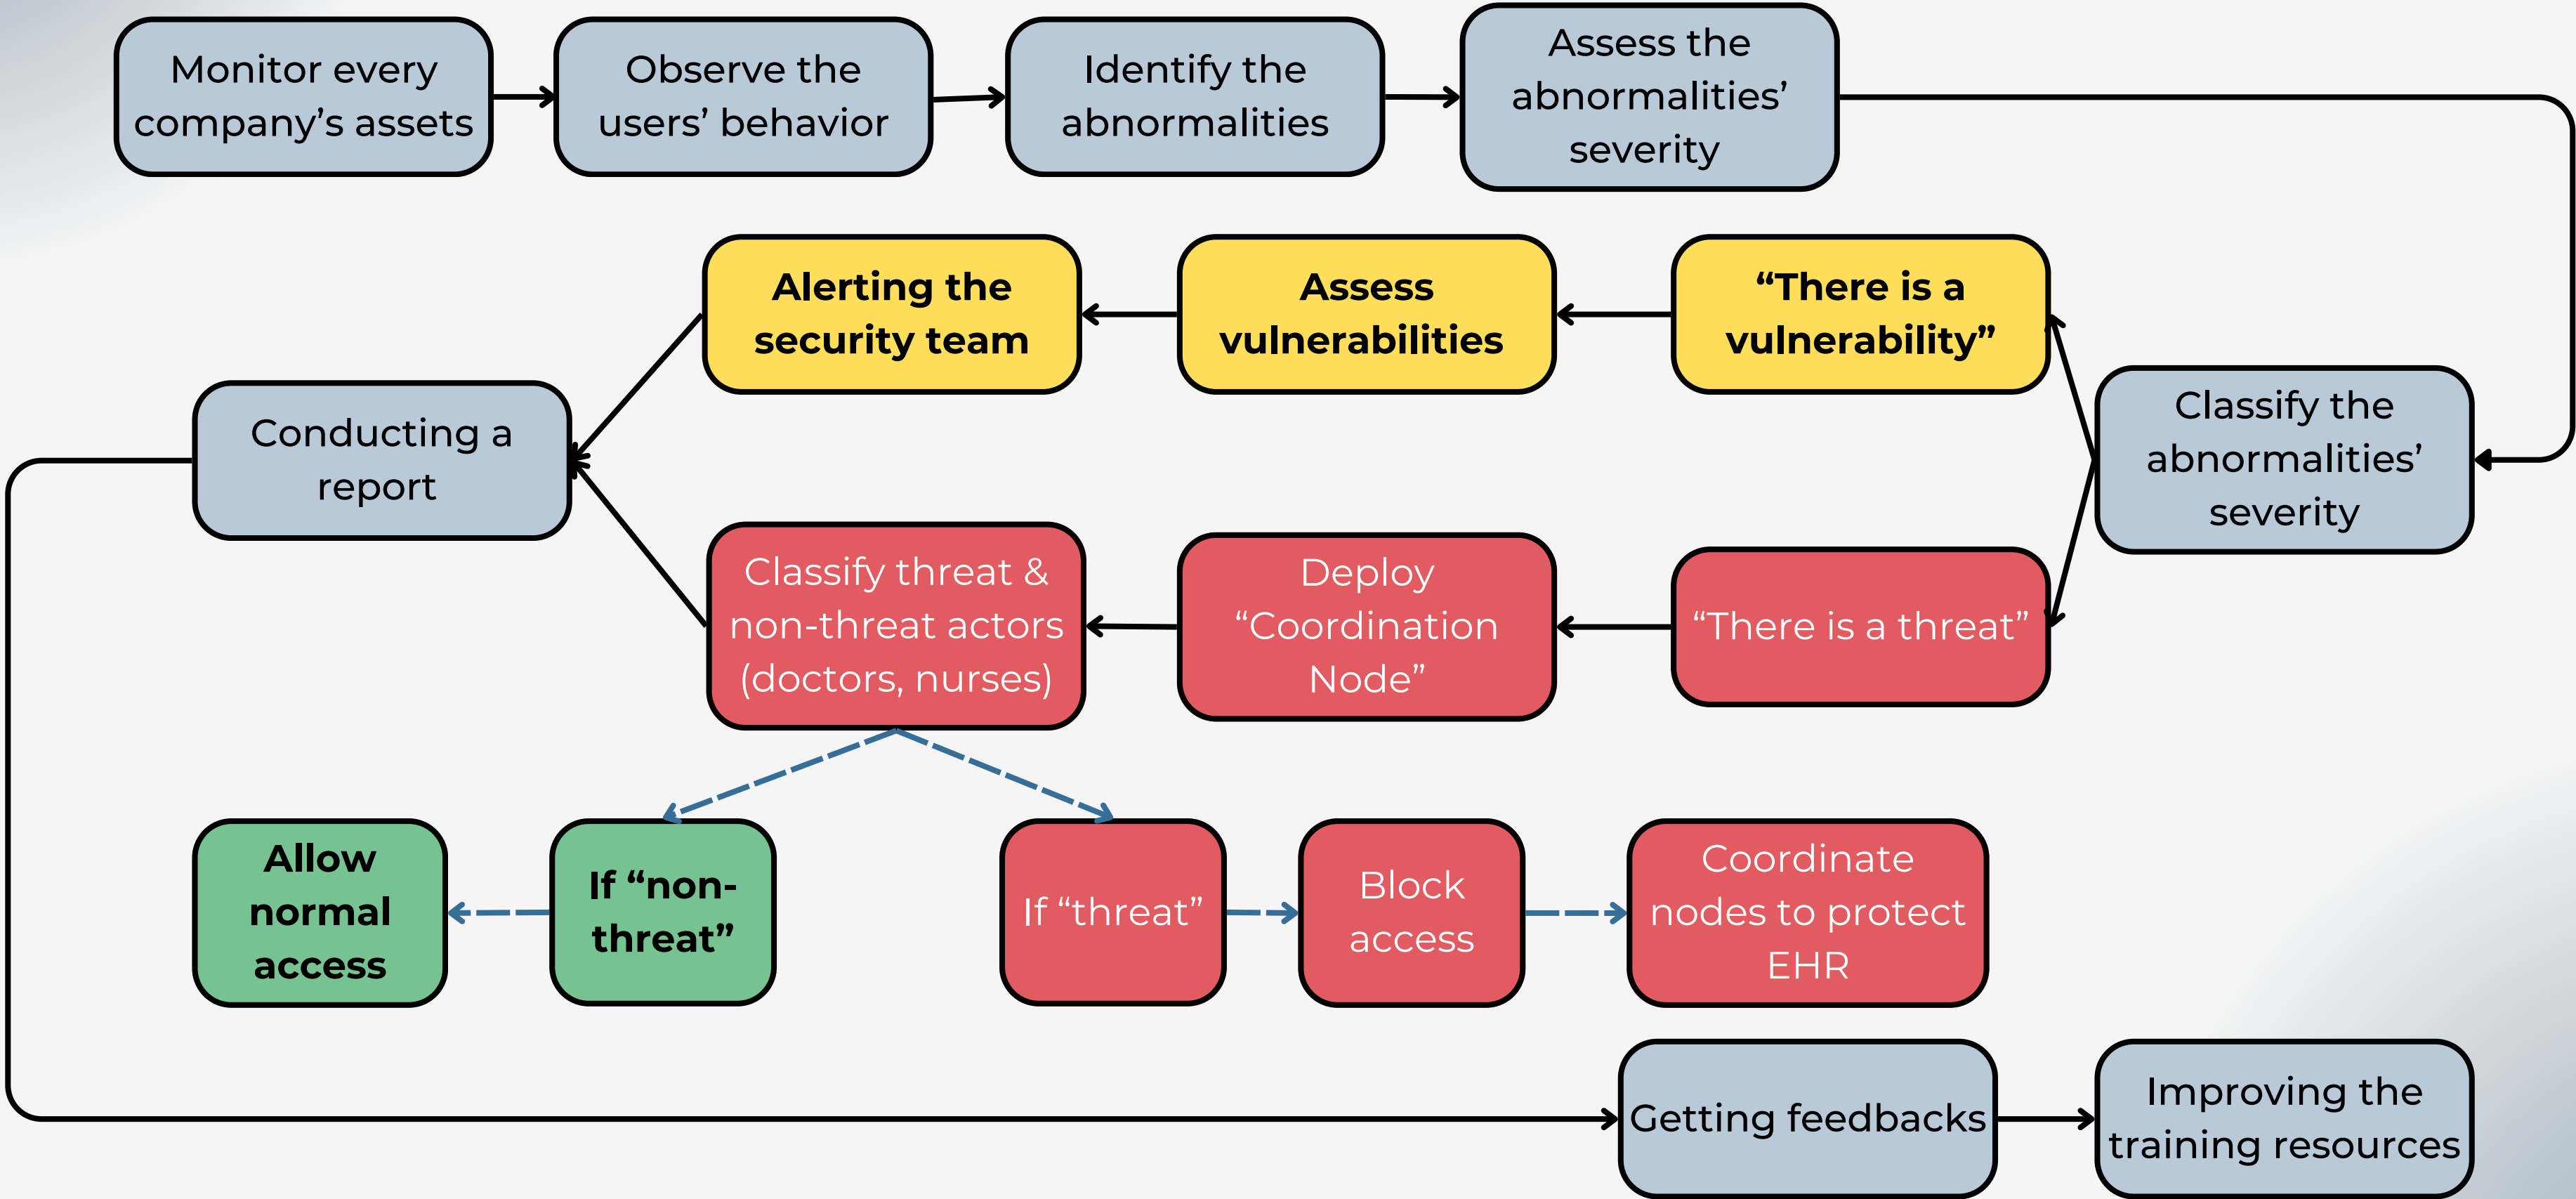 Monitor every
company’s assets
Observe the
users’ behavior
Identify the
abnormalities
Assess the
abnormalities’
severity
Alerting the
security team
Assess
vulnerabilities
“There is a
vulnerability”
Conducting a
report
Classify the
abnormalities’
severity
Classify threat &
non-threat actors
(doctors, nurses)
Deploy
“Coordination
Node”
“There is a threat”
Allow
normal
access
If “non-
threat”
If “threat”
Block
access
Coordinate
nodes to protect
EHR
Getting feedbacks
Improving the
training resources